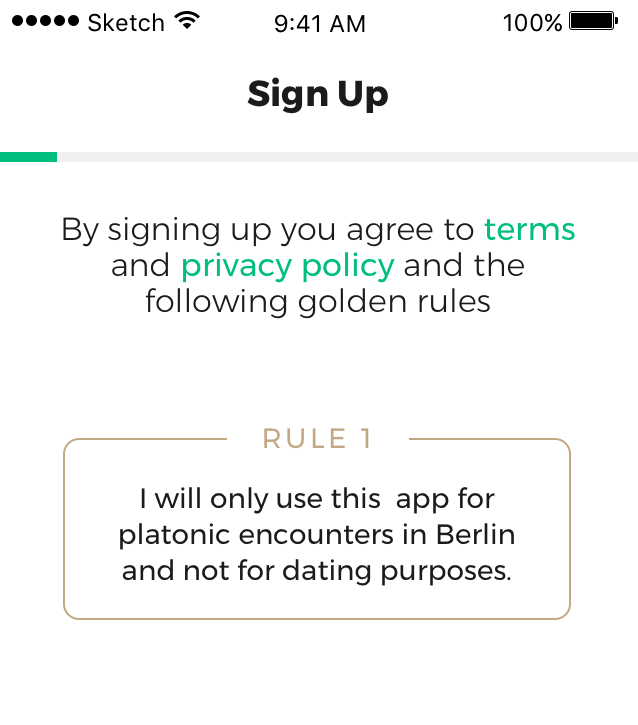 Sketch 9:41 AM 100%
Sign Up
By signing up you agree to terms
and privacy policy and the
following golden rules
RULE 1
I will only use this  app for
platonic encounters in Berlin
and not for dating purposes.